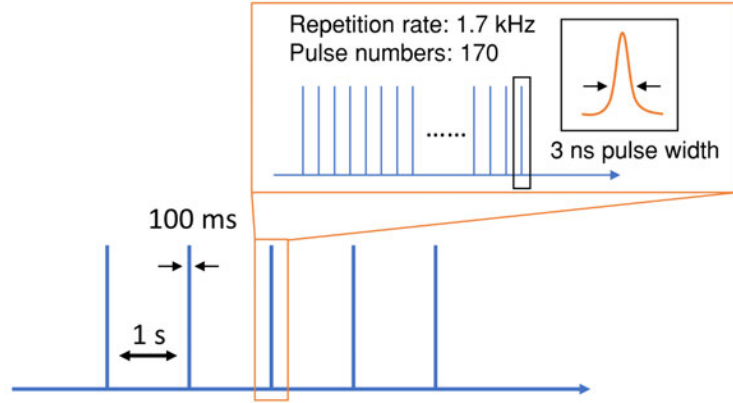 Repetition rate: 1.7 kHz
Pulse numbers: 170
......
3 ns pulse width
100 ms
1 s